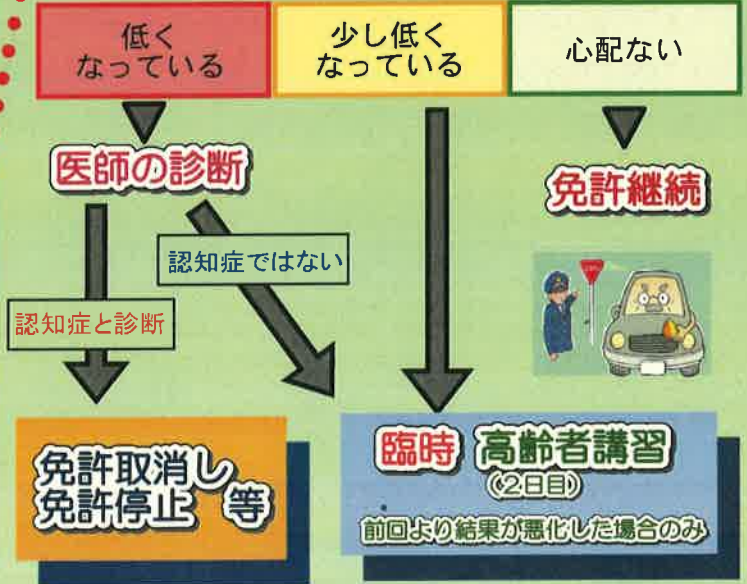 低く
なっている
少し低く
なっている
心配ない
医師の診断
免許継続
認知症ではない
認知症と診断
免許取消し
免許停止 等
臨時 高齢者講習
(2日目)
前回より結果が悪化した場合のみ